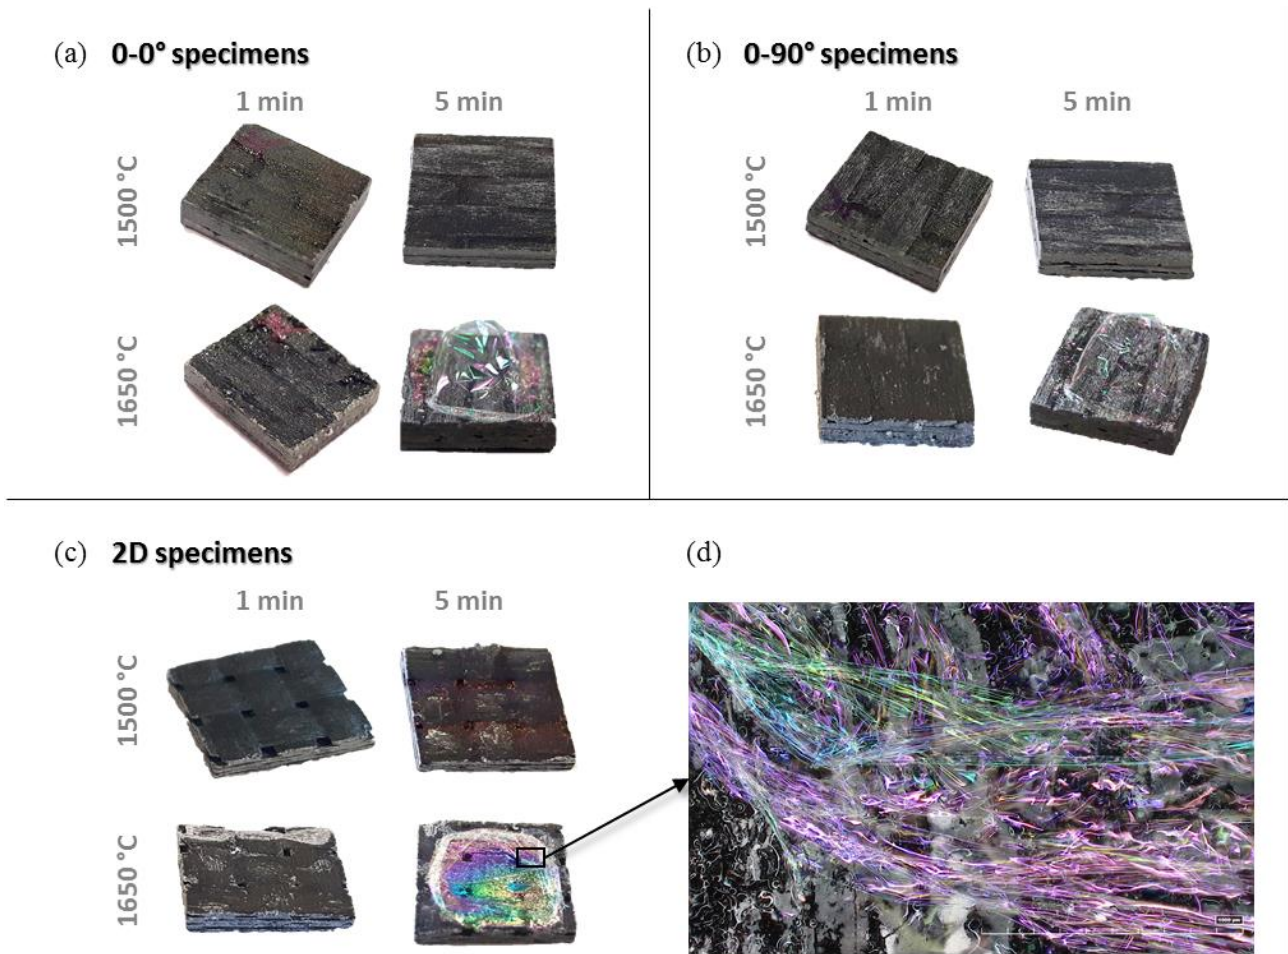 (a) 0-0° specimens
1 min 5 min
1500 °C
1650 °C
(b) 0-90° specimens
1 min 5 min
1500 °C
1650 °C
(c) 2D specimens
1 min 5 min
1500 °C
1650 °C
(d)